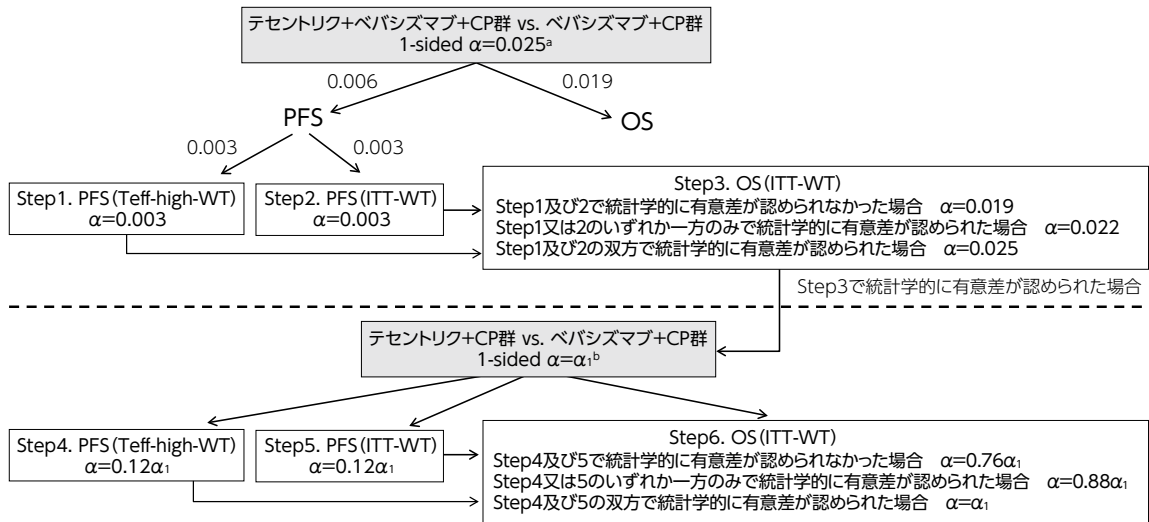 テセントリク+ベバシズマブ+CP群 vs. ベバシズマブ+CP群
1-sided α=0.025a
0.006
0.019
PFS
OS
0.003
0.003
Step1. PFS(Teff-high-WT)
α=0.003
Step2. PFS(ITT-WT)
α=0.003
Step3. OS(ITT-WT)
Step1及び2で統計学的に有意差が認められなかった場合　α=0.019
Step1又は2のいずれか一方のみで統計学的に有意差が認められた場合　α=0.022
Step1及び2の双方で統計学的に有意差が認められた場合　α=0.025
Step3で統計学的に有意差が認められた場合
テセントリク+CP群 vs. ベバシズマブ+CP群
1-sided α=α₁b
Step4. PFS(Teff-high-WT)
α=0.12α₁
Step5. PFS(ITT-WT)
α=0.12α₁
Step6. OS(ITT-WT)
Step4及び5で統計学的に有意差が認められなかった場合　α=0.76α₁
Step4又は5のいずれか一方のみで統計学的に有意差が認められた場合　α=0.88α₁
Step4及び5の双方で統計学的に有意差が認められた場合　α=α₁